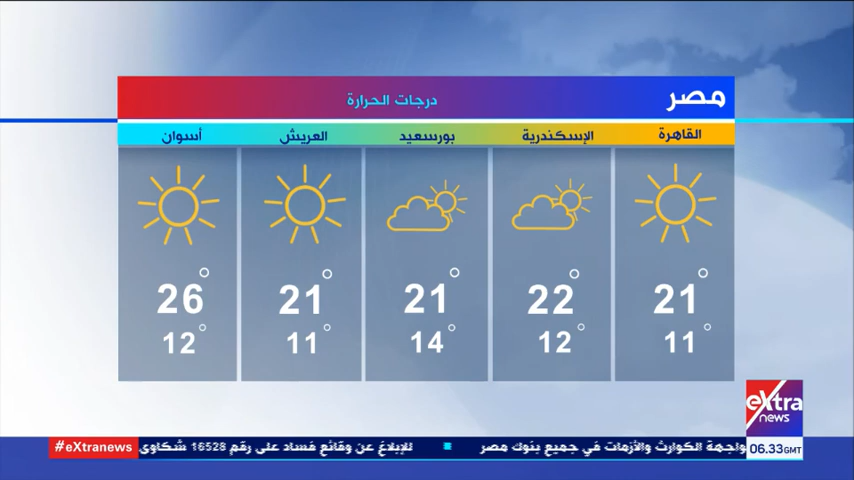 مصر
درجات الحرارة
القاهرة الإسكندرية بورسعيد العريش أسوان
21° 22° 21° 21° 26°
11° 12° 14° 11° 12°
eXtra
news
06.33GMT
واجهة الكوارث والأزمات في جميع بنوك مصر ■ للإبلاغ عن وقائع فساد على رقم 16528 شكاوى
#eXtranews